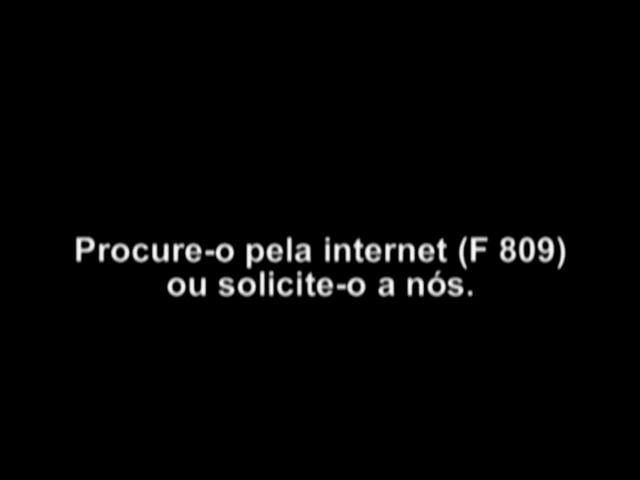 Procure-o pela internet (F 809)
ou solicite-o a nós.